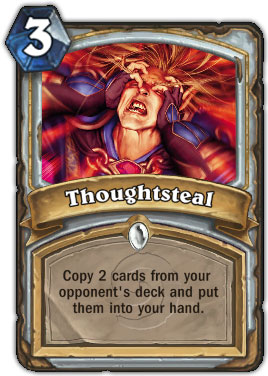 3
Thoughtsteal
Copy 2 cards from your
opponent's deck and put
them into your hand.